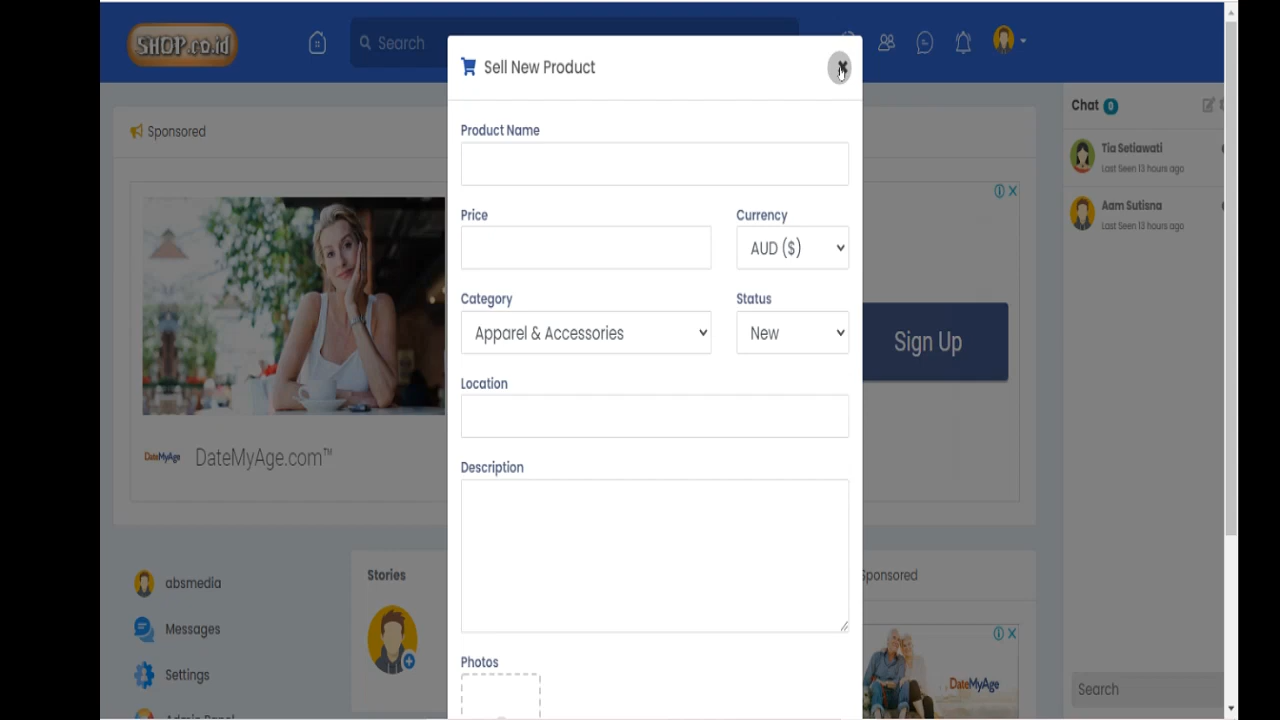 SHOP.co.id
Search
Sell New Product
Sponsored
Product Name
Price
Currency
AUD ($)
Category
Status
Apparel & Accessories
New
Location
Description
Photos
Sign Up
DateMyAge
DateMyAge.com™
absmedia
Messages
Settings
Admin Panel
Stories
Sponsored
DateMyAge
Chat 0
Tia Setiawati
Last Seen 13 hours ago
Aam Sutisna
Last Seen 13 hours ago
Search